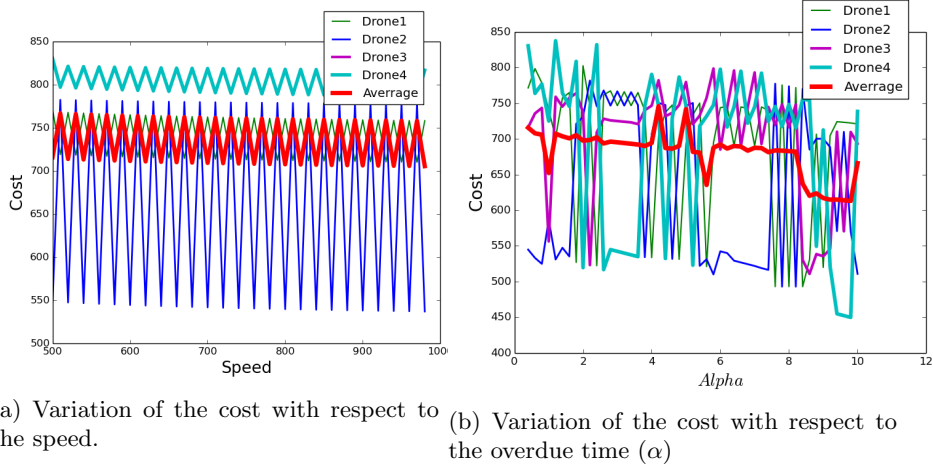 Drone1
Drone2
Drone3
Drone4
Averrage
850
800
750
700
650
600
550
500
Cost
500 600 700 800 900 1000
Speed
a) Variation of the cost with respect to
he speed.
Drone1
Drone2
Drone3
Drone4
Averrage
850
800
750
700
650
600
550
500
450
400
Cost
0 2 4 6 8 10 12
Alpha
(b) Variation of the cost with respect to
the overdue time (α)